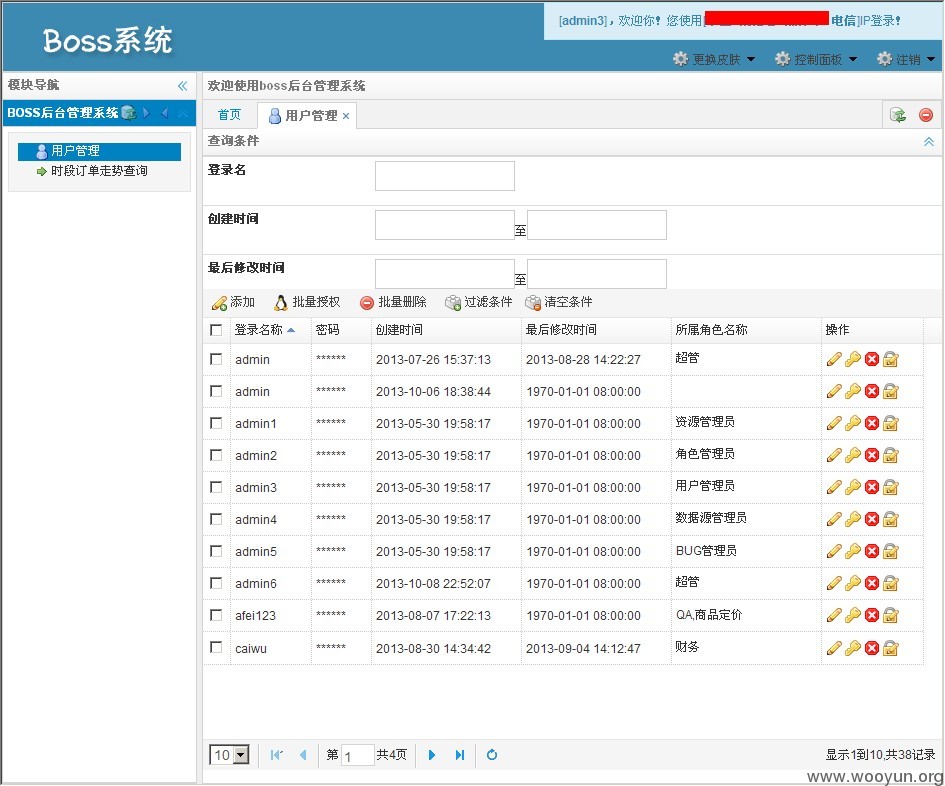 Boss系统
[admin3]，欢迎你！您使用[ 电信]IP登录！
更换皮肤 控制面板 注销
模块导航
欢迎使用boss后台管理系统
BOSS后台管理系统
首页 用户管理
用户管理
时段订单走势查询
查询条件
登录名
创建时间 至
最后修改时间 至
添加 批量授权 批量删除 过滤条件 清空条件
登录名称 密码 创建时间 最后修改时间 所属角色名称 操作
admin ****** 2013-07-26 15:37:13 2013-08-28 14:22:27 超管
admin ****** 2013-10-06 18:38:44 1970-01-01 08:00:00
admin1 ****** 2013-05-30 19:58:17 1970-01-01 08:00:00 资源管理员
admin2 ****** 2013-05-30 19:58:17 1970-01-01 08:00:00 角色管理员
admin3 ****** 2013-05-30 19:58:17 1970-01-01 08:00:00 用户管理员
admin4 ****** 2013-05-30 19:58:17 1970-01-01 08:00:00 数据源管理员
admin5 ****** 2013-05-30 19:58:17 1970-01-01 08:00:00 BUG管理员
admin6 ****** 2013-10-08 22:52:07 1970-01-01 08:00:00 超管
afei123 ****** 2013-08-07 17:22:13 1970-01-01 08:00:00 QA,商品定价
caiwu ****** 2013-08-30 14:34:42 2013-09-04 14:12:47 财务
10 第 1 共4页 显示1到10,共38记录
www.wooyun.org